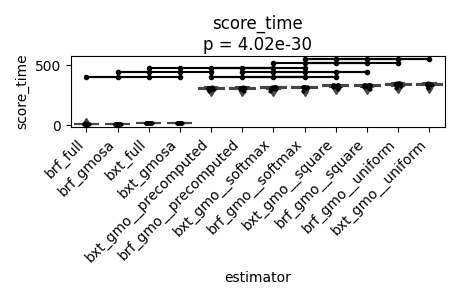 score_time
p = 4.02e-30
score_time
500
0
brf_full
brf_gmosa
bxt_full
bxt_gmosa
bxt_gmo__precomputed
brf_gmo__precomputed
bxt_gmo__softmax
brf_gmo__softmax
bxt_gmo__square
brf_gmo__square
brf_gmo__uniform
bxt_gmo__uniform
estimator